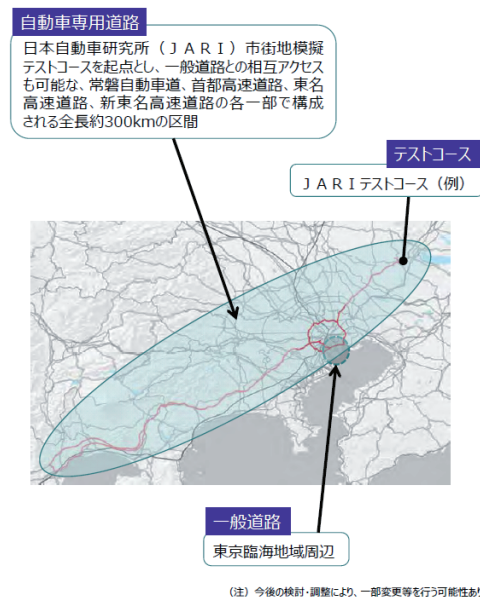 自動車専用道路
日本自動車研究所(JARI)市街地模擬
テストコースを起点とし、一般道路との相互アクセス
も可能な、常磐自動車道、首都高速道路、東名
高速道路、新東名高速道路の各一部で構成
される全長約300kmの区間
テストコース
JARIテストコース(例)
一般道路
東京臨海地域周辺
(注)今後の検討・調整により、一部変更等を行う可能性あり